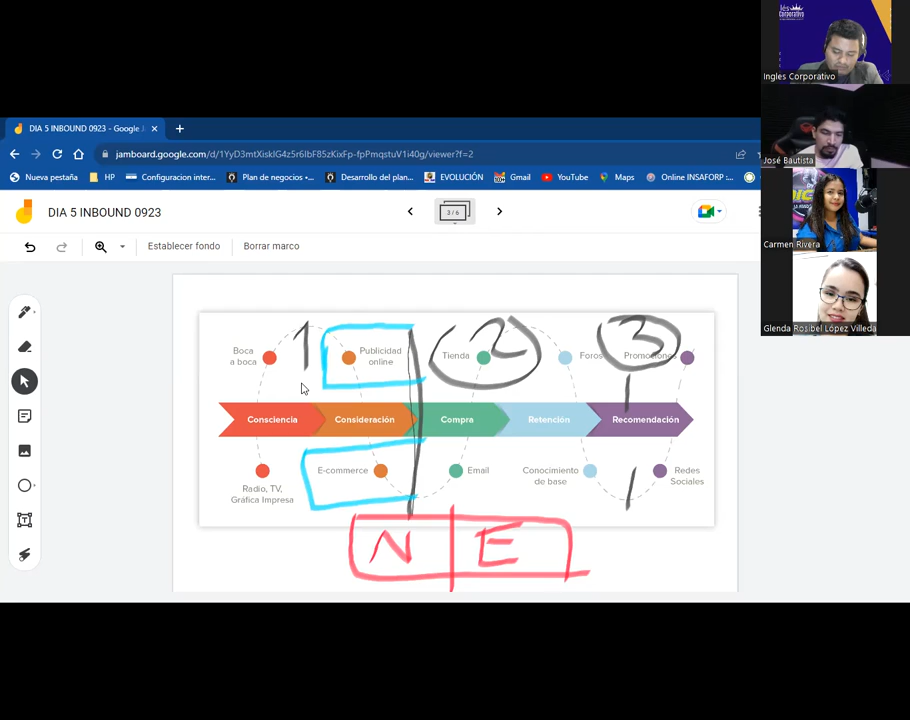 DIA 5 INBOUND 0923 - Google J
jamboard.google.com/d/1YyD3mtXiskIG4z5r6IbF85zKixFp-fpPmqstuV1i40g/viewer?f=2
Nueva pestaña
HP
Configuracion inter...
Plan de negocios •...
Desarrollo del plan...
EVOLUCIÓN
Gmail
YouTube
Maps
Online INSAFORP :...
DIA 5 INBOUND 0923
3 / 6
Establecer fondo
Borrar marco
1
2
3
Boca
a boca
Publicidad
online
Tienda
Foros
Promociones
Consciencia
Consideración
Compra
Retención
Recomendación
Radio, TV,
Gráfica Impresa
E-commerce
Email
Conocimiento
de base
Redes
Sociales
N
E
lés
Corporativo
Ingles Corporativo
José Bautista
Carmen Rivera
Glenda Rosibel López Villeda